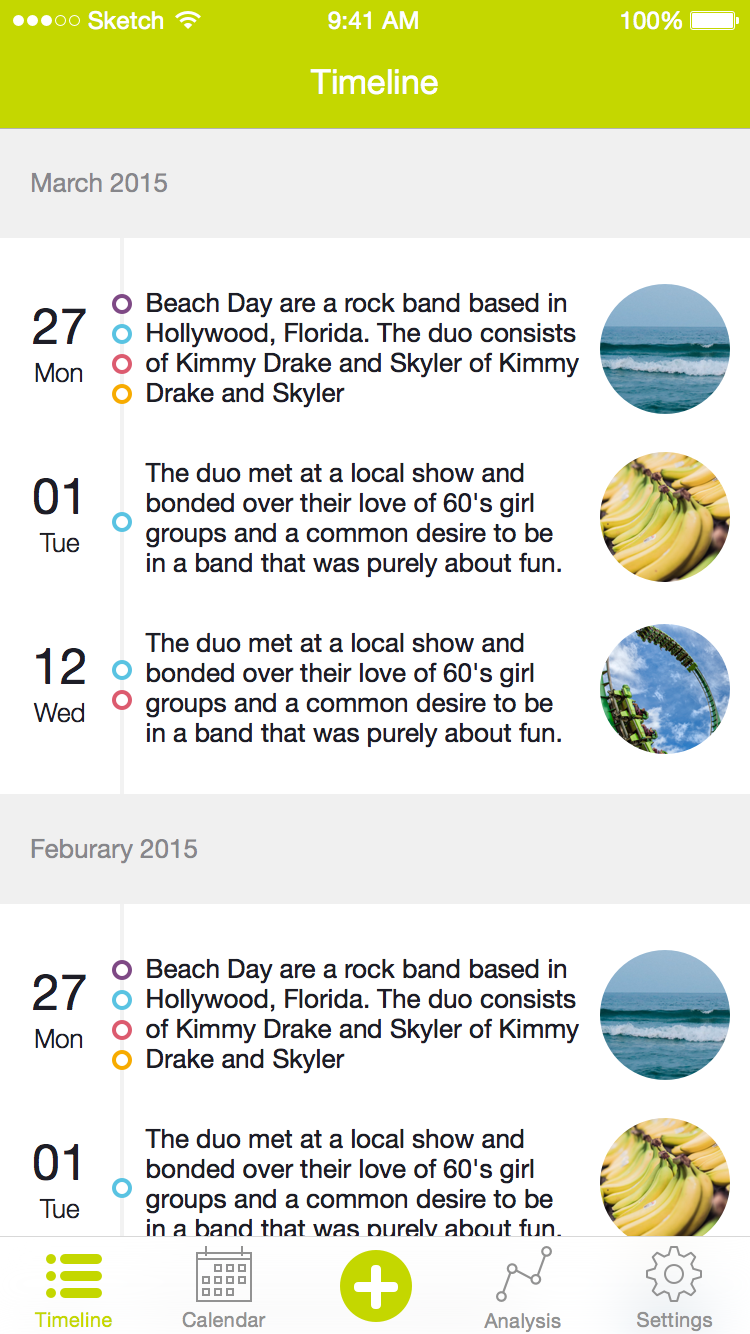 Sketch 9:41 AM 100%
Timeline
March 2015
27
Mon
Beach Day are a rock band based in
Hollywood, Florida. The duo consists
of Kimmy Drake and Skyler of Kimmy
Drake and Skyler
01
Tue
The duo met at a local show and
bonded over their love of 60's girl
groups and a common desire to be
in a band that was purely about fun.
12
Wed
The duo met at a local show and
bonded over their love of 60's girl
groups and a common desire to be
in a band that was purely about fun.
Feburary 2015
27
Mon
Beach Day are a rock band based in
Hollywood, Florida. The duo consists
of Kimmy Drake and Skyler of Kimmy
Drake and Skyler
01
Tue
The duo met at a local show and
bonded over their love of 60's girl
groups and a common desire to be
in a band that was purely about fun.
Timeline Calendar Analysis Settings